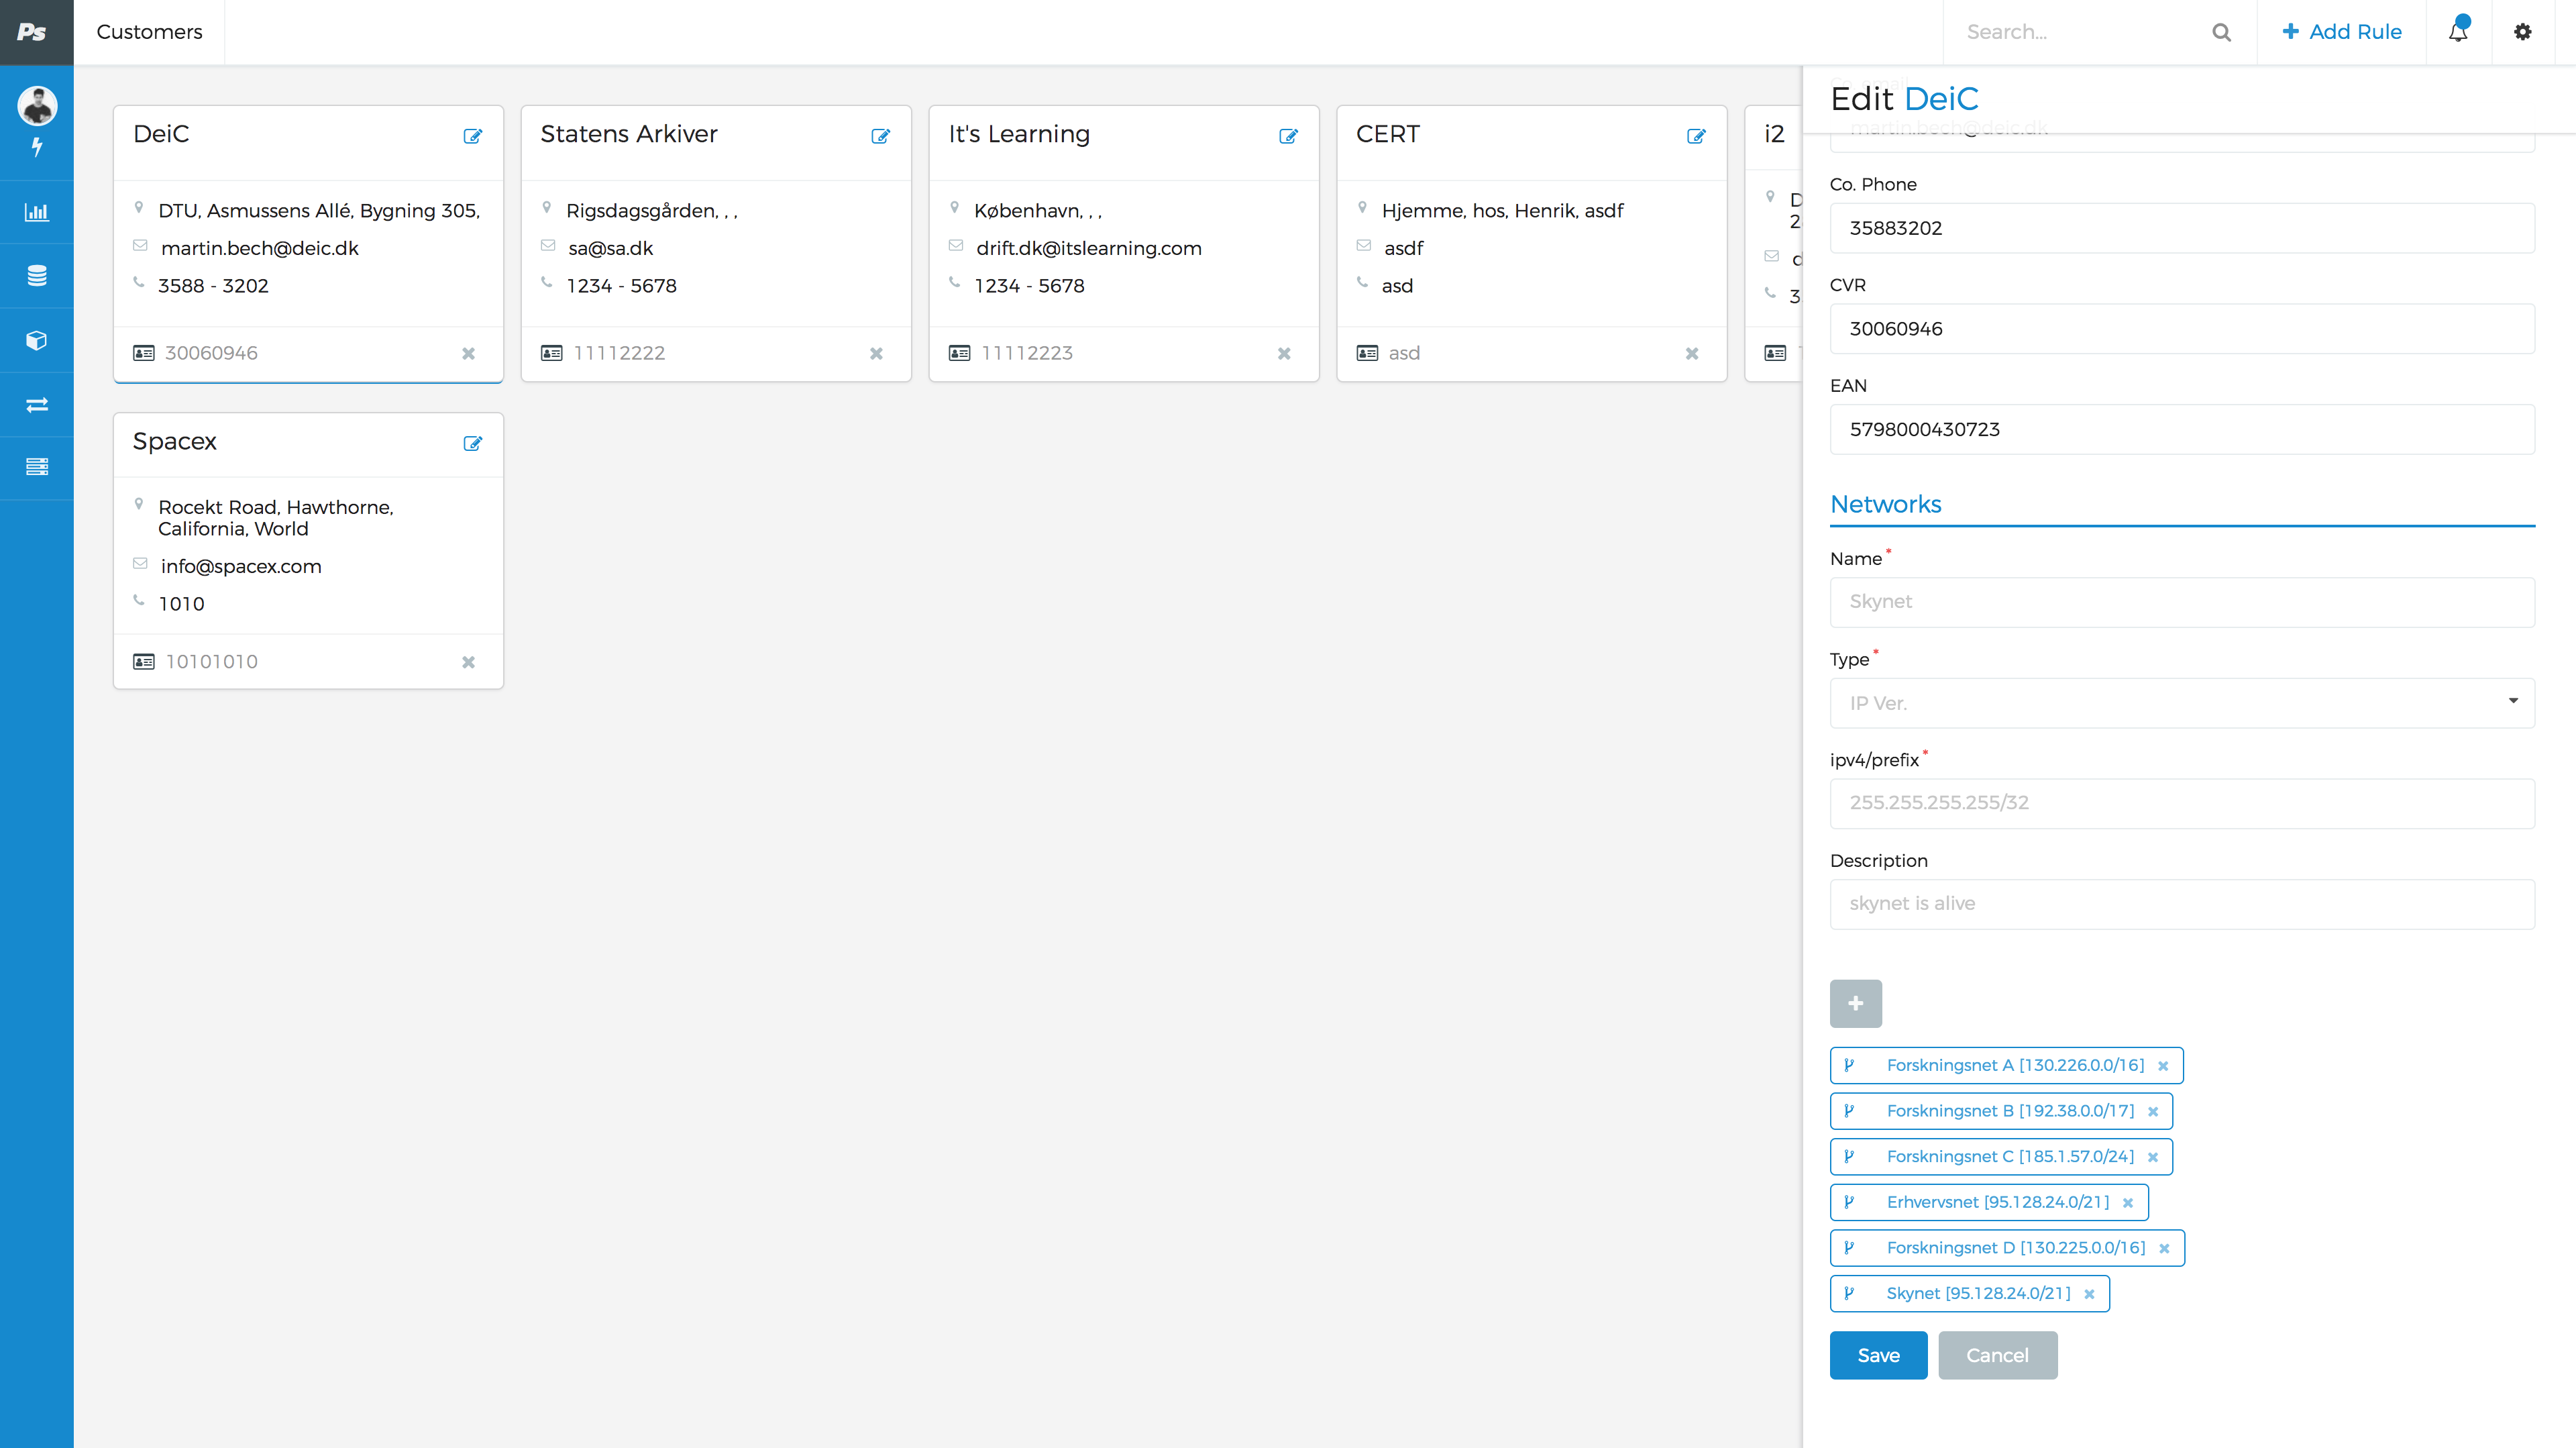 Ps
Customers
Search...
Add Rule
DeiC
DTU, Asmussens Allé, Bygning 305,
martin.bech@deic.dk
3588 - 3202
30060946
Statens Arkiver
Rigsdagsgården, , ,
sa@sa.dk
1234 - 5678
11112222
It's Learning
København, , ,
drift.dk@itslearning.com
1234 - 5678
11112223
CERT
Hjemme, hos, Henrik, asdf
asdf
asd
asd
i2
Spacex
Rocekt Road, Hawthorne,
California, World
info@spacex.com
1010
10101010
Edit DeiC
martin.bech@deic.dk
Co. Phone
35883202
CVR
30060946
EAN
5798000430723
Networks
Name*
Skynet
Type*
IP Ver.
ipv4/prefix*
255.255.255.255/32
Description
skynet is alive
Forskningsnet A [130.226.0.0/16]
Forskningsnet B [192.38.0.0/17]
Forskningsnet C [185.1.57.0/24]
Erhvervsnet [95.128.24.0/21]
Forskningsnet D [130.225.0.0/16]
Skynet [95.128.24.0/21]
Save
Cancel